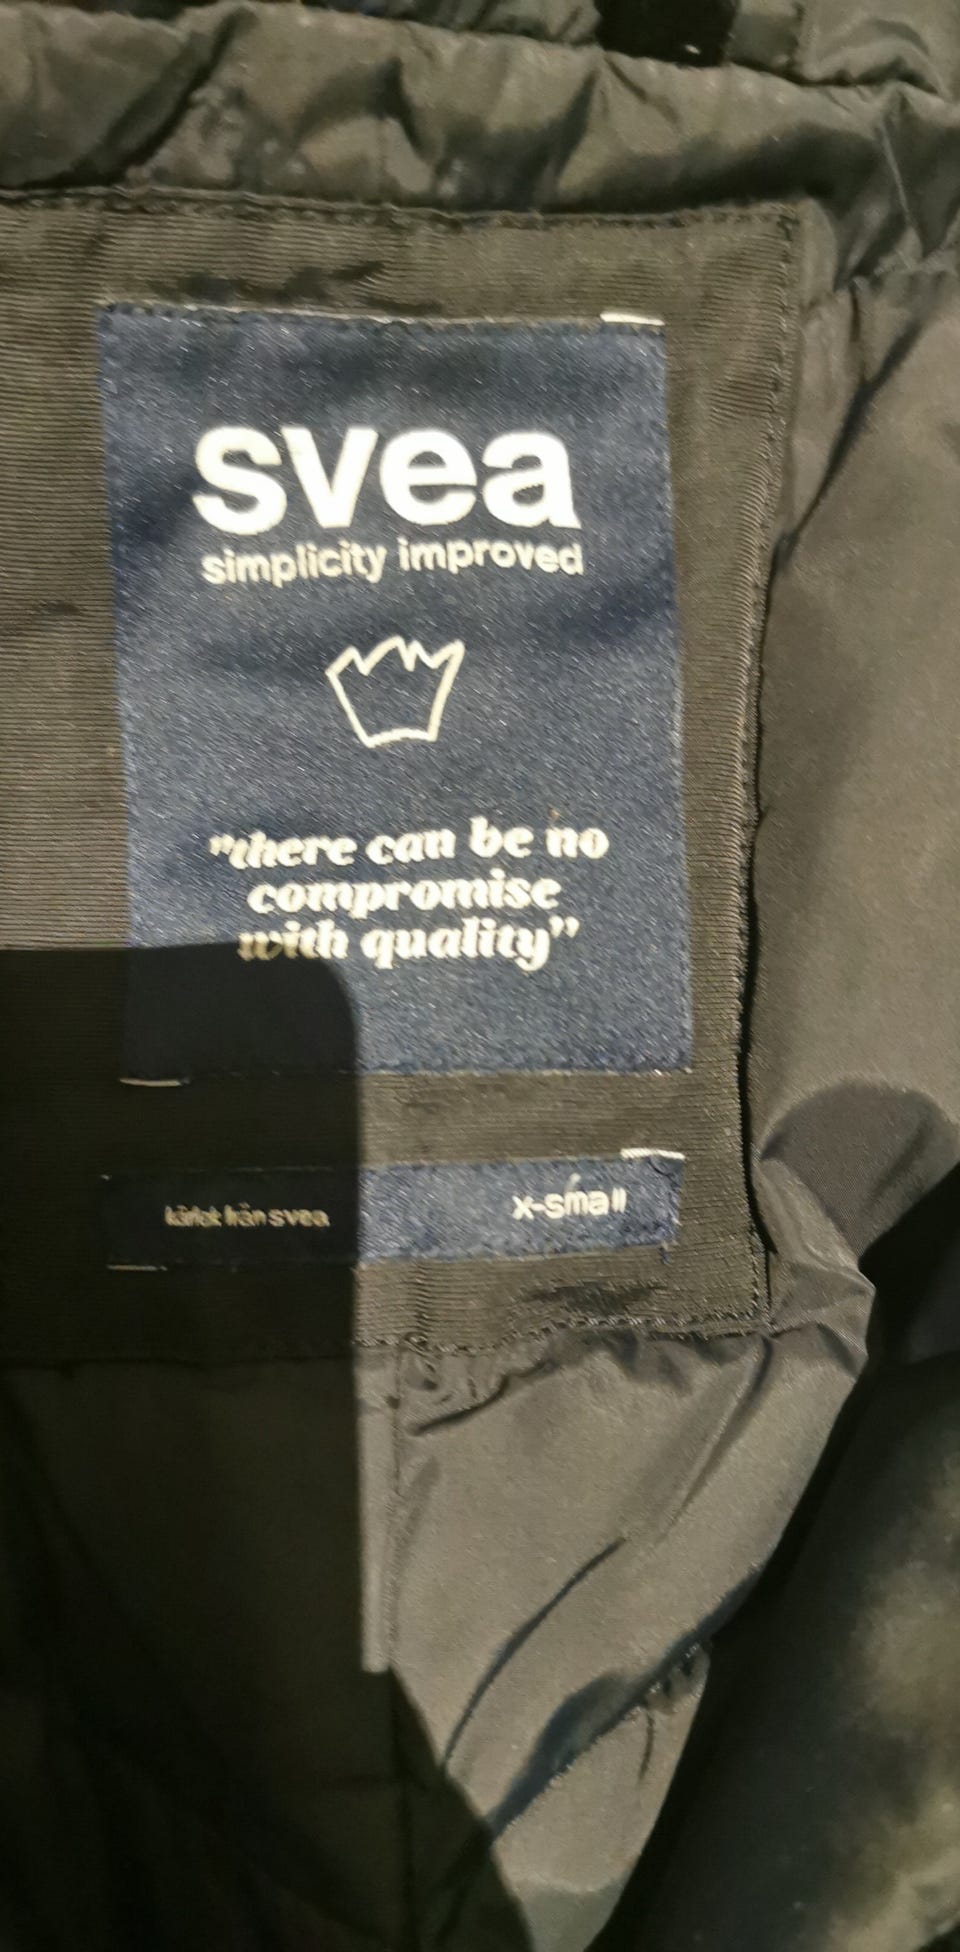 svea
simplicity improved
"there can be no
compromise
with quality"
kärlek från svea
x-small